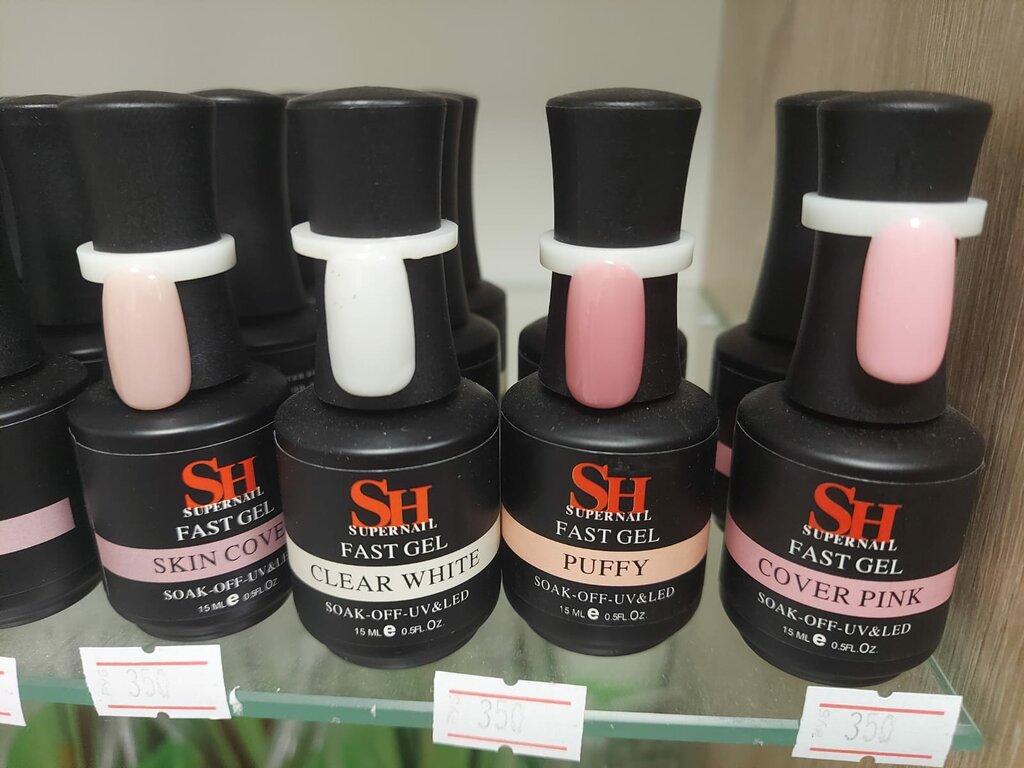 SH
SUPERNAIL
FAST GEL
SKIN COVE
SOAK-OFF-UV&LE
15 ML e 0.5FL.Oz
SH
SUPERNAIL
FAST GEL
CLEAR WHITE
SOAK-OFF-UV&LED
15 ML e 0.5FL.Oz.
SH
SUPERNAIL
FAST GEL
PUFFY
SOAK-OFF-UV&LED
15 ML e 0.5FL.Oz.
SH
SUPERNAIL
FAST GEL
COVER PINK
SOAK-OFF-UV&LED
15 ML e 0.5FL.Oz.
350
350
350